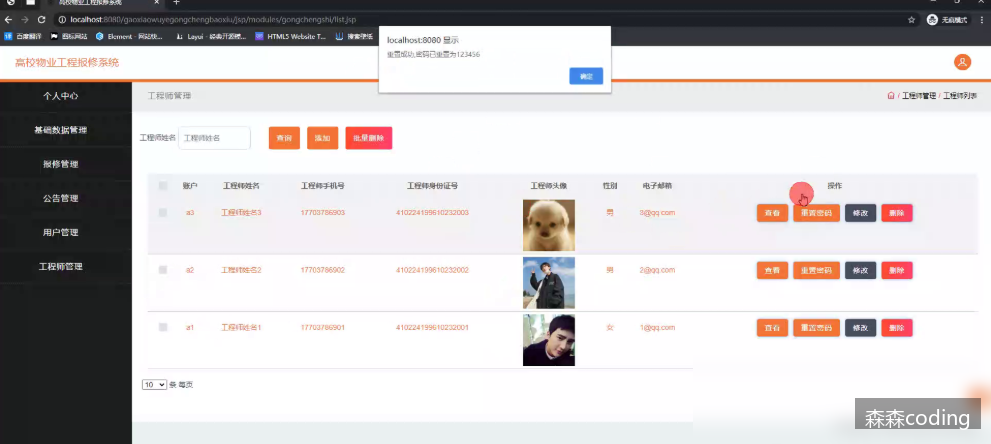 高校物业工程报修系统
localhost:8080/gaoxiaowuyegongchengbaoxiu/jsp/modules/gongchengshi/list.jsp
无痕模式
百度翻译 图标网站 Element - 网站快... Layui - 经典开源模... HTML5 Website T... 搜索壁纸
localhost:8080 显示
重置成功,密码已重置为123456
确定
高校物业工程报修系统
个人中心
基础数据管理
报修管理
公告管理
用户管理
工程师管理
工程师管理
/ 工程师管理 / 工程师列表
工程师姓名 工程师姓名 查询 添加 批量删除
账户 工程师姓名 工程师手机号 工程师身份证号 工程师头像 性别 电子邮箱 操作
a3 工程师姓名3 17703786903 410224199610232003 男 3@qq.com 查看 重置密码 修改 删除
a2 工程师姓名2 17703786902 410224199610232002 男 2@qq.com 查看 重置密码 修改 删除
a1 工程师姓名1 17703786901 410224199610232001 女 1@qq.com 查看 重置密码 修改 删除
10 条 每页
森森coding